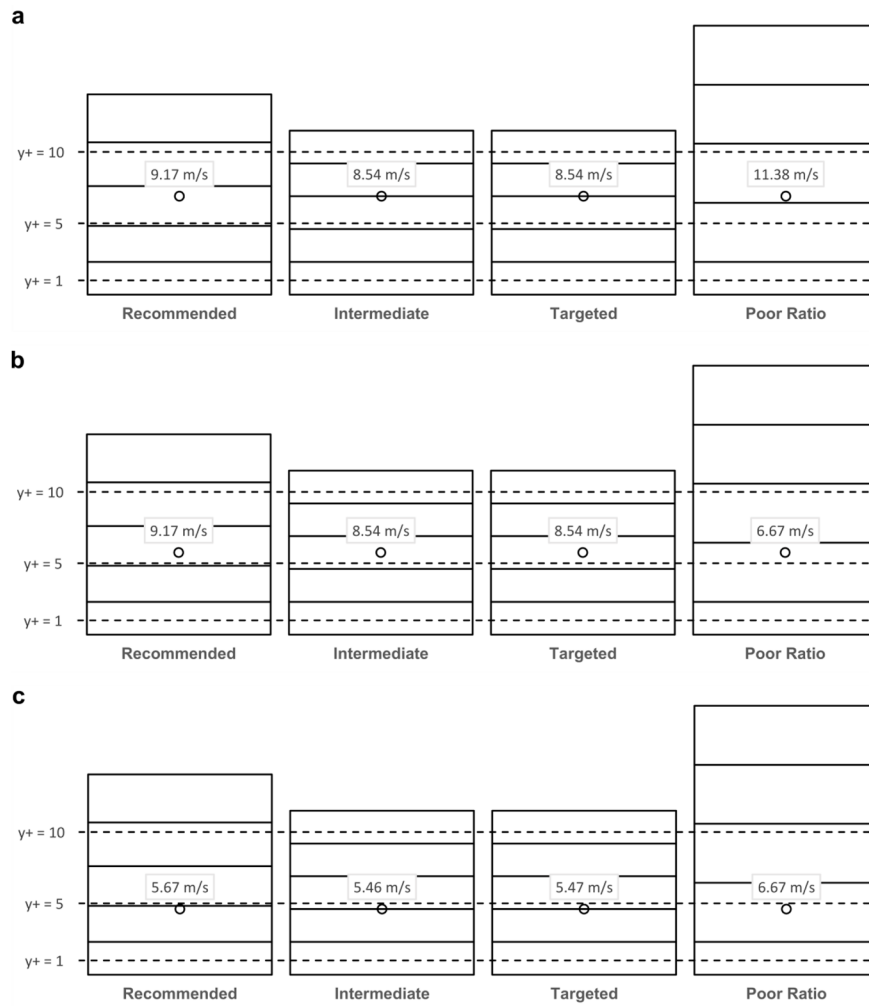 a
y+ = 10
9.17 m/s 8.54 m/s 8.54 m/s 11.38 m/s
y+ = 5
y+ = 1
Recommended Intermediate Targeted Poor Ratio
b
y+ = 10
9.17 m/s 8.54 m/s 8.54 m/s 6.67 m/s
y+ = 5
y+ = 1
Recommended Intermediate Targeted Poor Ratio
c
y+ = 10
5.67 m/s 5.46 m/s 5.47 m/s 6.67 m/s
y+ = 5
y+ = 1
Recommended Intermediate Targeted Poor Ratio